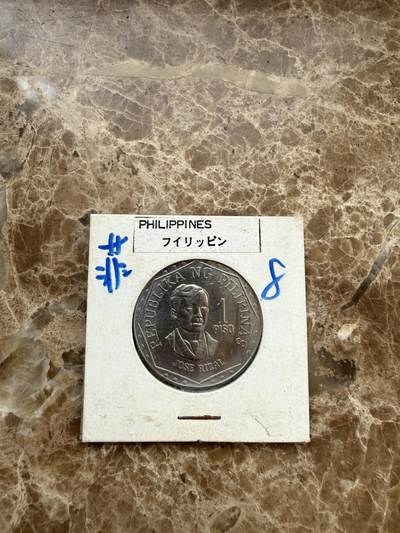 PHILIPPINES
フイリッピン
8
REPUBLIKA NG PILIPINAS
1
PISO
JOSE RIZAL